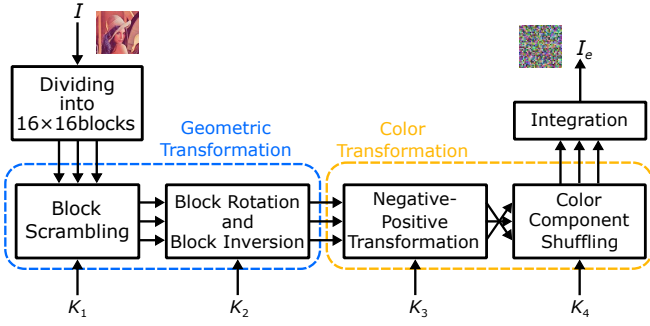 I
I_e
Dividing
into
16×16blocks
Integration
Geometric
Transformation
Color
Transformation
Block
Scrambling
Block Rotation
and
Block Inversion
Negative-
Positive
Transformation
Color
Component
Shuffling
K_1
K_2
K_3
K_4